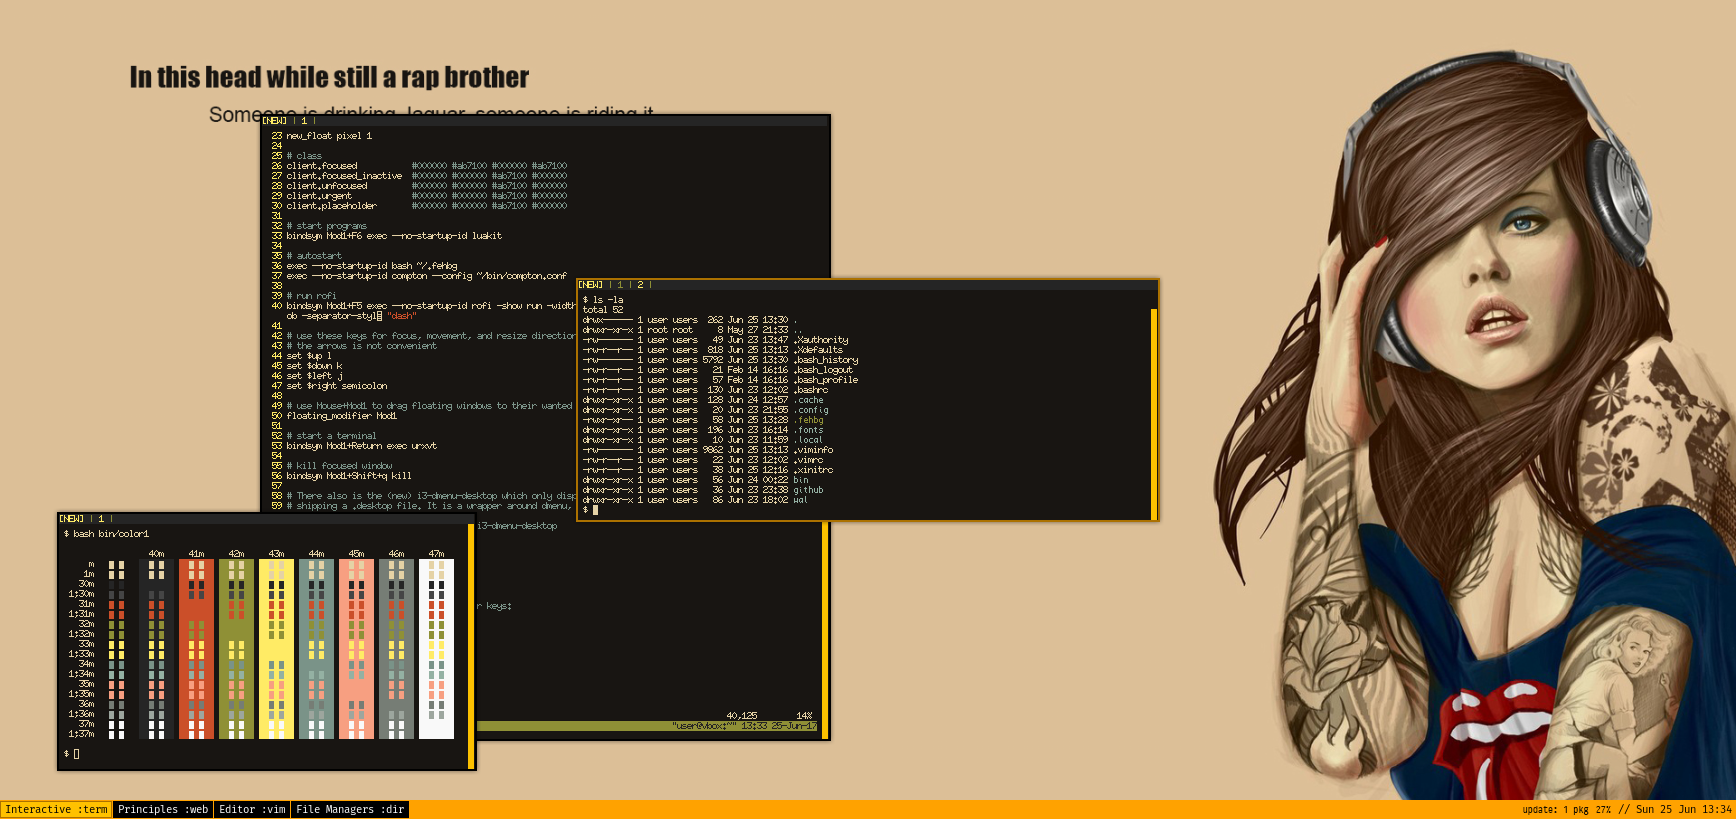 In this head while still a rap brother
Someone is drinking Jaguar, someone is riding it
[NEW] | 1 |
23 new_float pixel 1
24
25 # class
26 client.focused #000000 #ab7100 #000000 #ab7100
27 client.focused_inactive #000000 #000000 #ab7100 #000000
28 client.unfocused #000000 #000000 #ab7100 #000000
29 client.urgent #000000 #000000 #ab7100 #000000
30 client.placeholder #000000 #000000 #ab7100 #000000
31
32 # start programs
33 bindsym Mod1+F6 exec --no-startup-id luakit
34
35 # autostart
36 exec --no-startup-id bash ~/.fehbg
37 exec --no-startup-id compton --config ~/bin/compton.conf
38
39 # run rofi
40 bindsym Mod1+F5 exec --no-startup-id rofi -show run -width
ob -separator-style "dash"
41
42 # use these keys for focus, movement, and resize direction
43 # the arrows is not convenient
44 set $up l
45 set $down k
46 set $left j
47 set $right semicolon
48
49 # use Mouse+Mod1 to drag floating windows to their wanted
50 floating_modifier Mod1
51
52 # start a terminal
53 bindsym Mod1+Return exec urxvt
54
55 # kill focused window
56 bindsym Mod1+Shift+q kill
57
58 # There also is the (new) i3-dmenu-desktop which only disp
59 # shipping a .desktop file. It is a wrapper around dmenu,
i3-dmenu-desktop
r keys:
40,125 14%
"user@vbox:~" 13:33 25-Jun-17
[NEW] | 1 | 2 |
$ ls -la
total 52
drwx------ 1 user users 262 Jun 25 13:30 .
drwxr-xr-x 1 root root 8 May 27 21:33 ..
-rw------- 1 user users 49 Jun 23 13:47 .Xauthority
-rw-r--r-- 1 user users 818 Jun 25 13:13 .Xdefaults
-rw------- 1 user users 5792 Jun 25 13:30 .bash_history
-rw-r--r-- 1 user users 21 Feb 14 16:16 .bash_logout
-rw-r--r-- 1 user users 57 Feb 14 16:16 .bash_profile
-rw-r--r-- 1 user users 130 Jun 23 12:02 .bashrc
drwxr-xr-x 1 user users 128 Jun 24 12:57 .cache
drwxr-xr-x 1 user users 20 Jun 23 21:55 .config
-rwxr-xr-x 1 user users 58 Jun 25 13:28 .fehbg
drwxr-xr-x 1 user users 196 Jun 23 16:14 .fonts
drwxr-xr-x 1 user users 10 Jun 23 11:59 .local
-rw------- 1 user users 9862 Jun 25 13:13 .viminfo
-rw-r--r-- 1 user users 22 Jun 23 12:02 .vimrc
-rw-r--r-- 1 user users 38 Jun 25 12:16 .xinitrc
drwxr-xr-x 1 user users 56 Jun 24 00:22 bin
drwxr-xr-x 1 user users 36 Jun 23 23:38 github
drwxr-xr-x 1 user users 86 Jun 23 18:02 wal
$
[NEW] | 1 |
$ bash bin/color1
40m 41m 42m 43m 44m 45m 46m 47m
m
1m
30m
1;30m
31m
1;31m
32m
1;32m
33m
1;33m
34m
1;34m
35m
1;35m
36m
1;36m
37m
1;37m
$
Interactive :term Principles :web Editor :vim File Managers :dir update: 1 pkg 27% // Sun 25 Jun 13:34